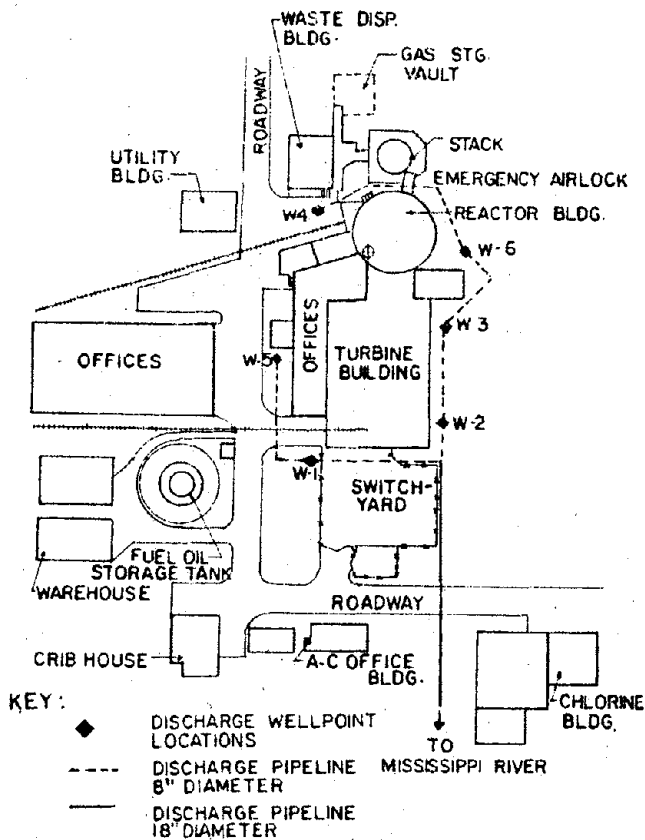 WASTE DISP.
BLDG.
GAS STG.
VAULT
ROADWAY
STACK
UTILITY
BLDG.
EMERGENCY AIRLOCK
W4
REACTOR BLDG.
W-6
W-3
OFFICES
OFFICES
W-5
TURBINE
BUILDING
W-2
W-1
SWITCH-
YARD
FUEL OIL
STORAGE TANK
WAREHOUSE
ROADWAY
CRIB HOUSE
A-C OFFICE
BLDG.
CHLORINE
BLDG.
KEY:
DISCHARGE WELLPOINT
LOCATIONS
TO
MISSISSIPPI RIVER
DISCHARGE PIPELINE
8" DIAMETER
DISCHARGE PIPELINE
18" DIAMETER